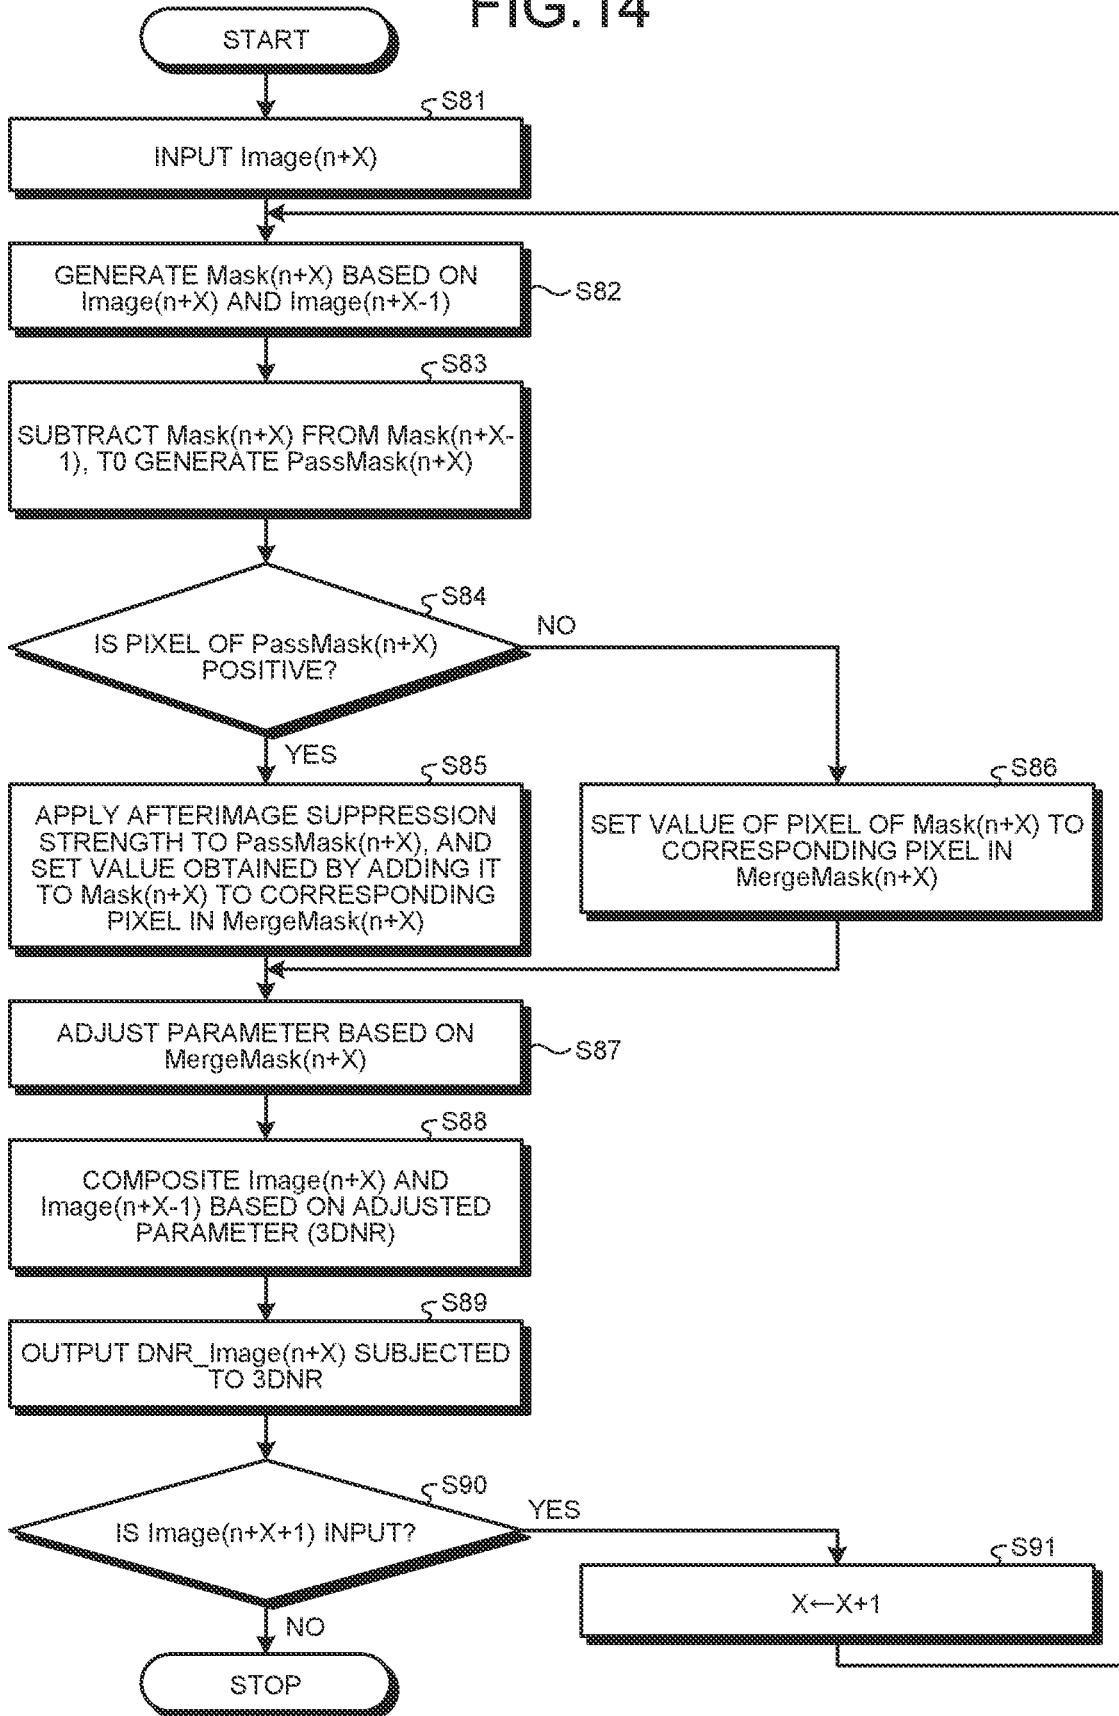 FIG.14
START
S81
INPUT Image(n+X)
GENERATE Mask(n+X) BASED ON
Image(n+X) AND Image(n+X-1)
S82
S83
SUBTRACT Mask(n+X) FROM Mask(n+X-
1), T0 GENERATE PassMask(n+X)
S84
IS PIXEL OF PassMask(n+X)
POSITIVE?
NO
YES
S85
APPLY AFTERIMAGE SUPPRESSION
STRENGTH TO PassMask(n+X), AND
SET VALUE OBTAINED BY ADDING IT
TO Mask(n+X) TO CORRESPONDING
PIXEL IN MergeMask(n+X)
S86
SET VALUE OF PIXEL OF Mask(n+X) TO
CORRESPONDING PIXEL IN
MergeMask(n+X)
ADJUST PARAMETER BASED ON
MergeMask(n+X)
S87
S88
COMPOSITE Image(n+X) AND
Image(n+X-1) BASED ON ADJUSTED
PARAMETER (3DNR)
S89
OUTPUT DNR_Image(n+X) SUBJECTED
TO 3DNR
S90
IS Image(n+X+1) INPUT?
YES
S91
X←X+1
NO
STOP